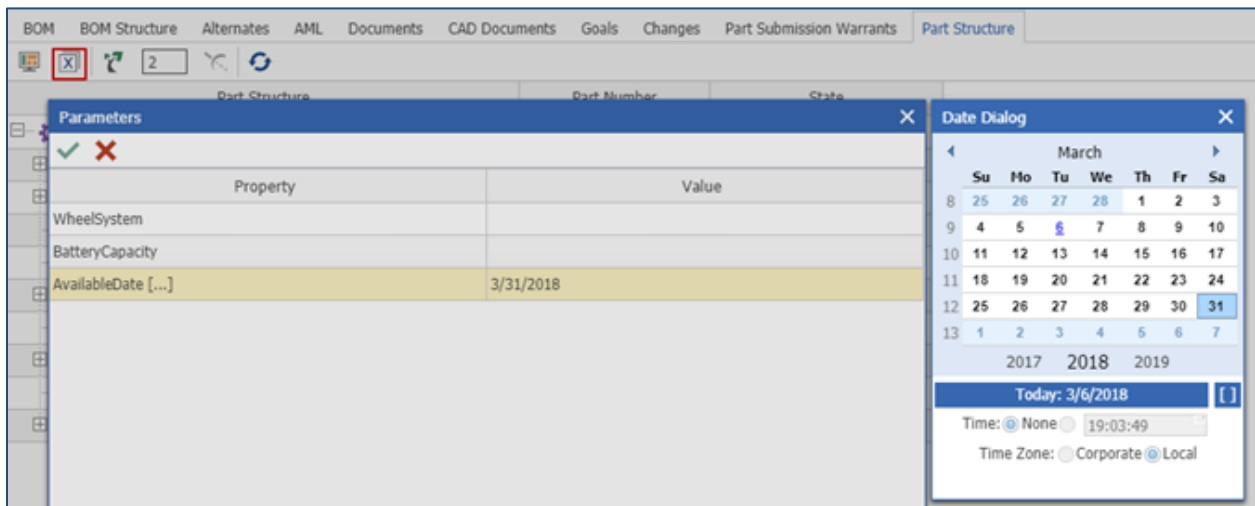 BOM BOM Structure Alternates AML Documents CAD Documents Goals Changes Part Submission Warrants Part Structure
X 2
Part Structure Part Number State
Parameters
Property Value
WheelSystem
BatteryCapacity
AvailableDate [...] 3/31/2018
Date Dialog
March
Su Mo Tu We Th Fr Sa
8 25 26 27 28 1 2 3
9 4 5 6 7 8 9 10
10 11 12 13 14 15 16 17
11 18 19 20 21 22 23 24
12 25 26 27 28 29 30 31
13 1 2 3 4 5 6 7
2017 2018 2019
Today: 3/6/2018 [ ]
Time: None 19:03:49
Time Zone: Corporate Local